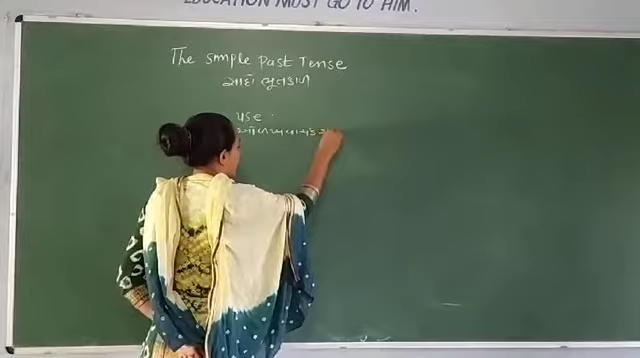 EDUCATION MUST GO TO HIM.
The simple Past Tense
સાદો ભૂતકાળ
use :